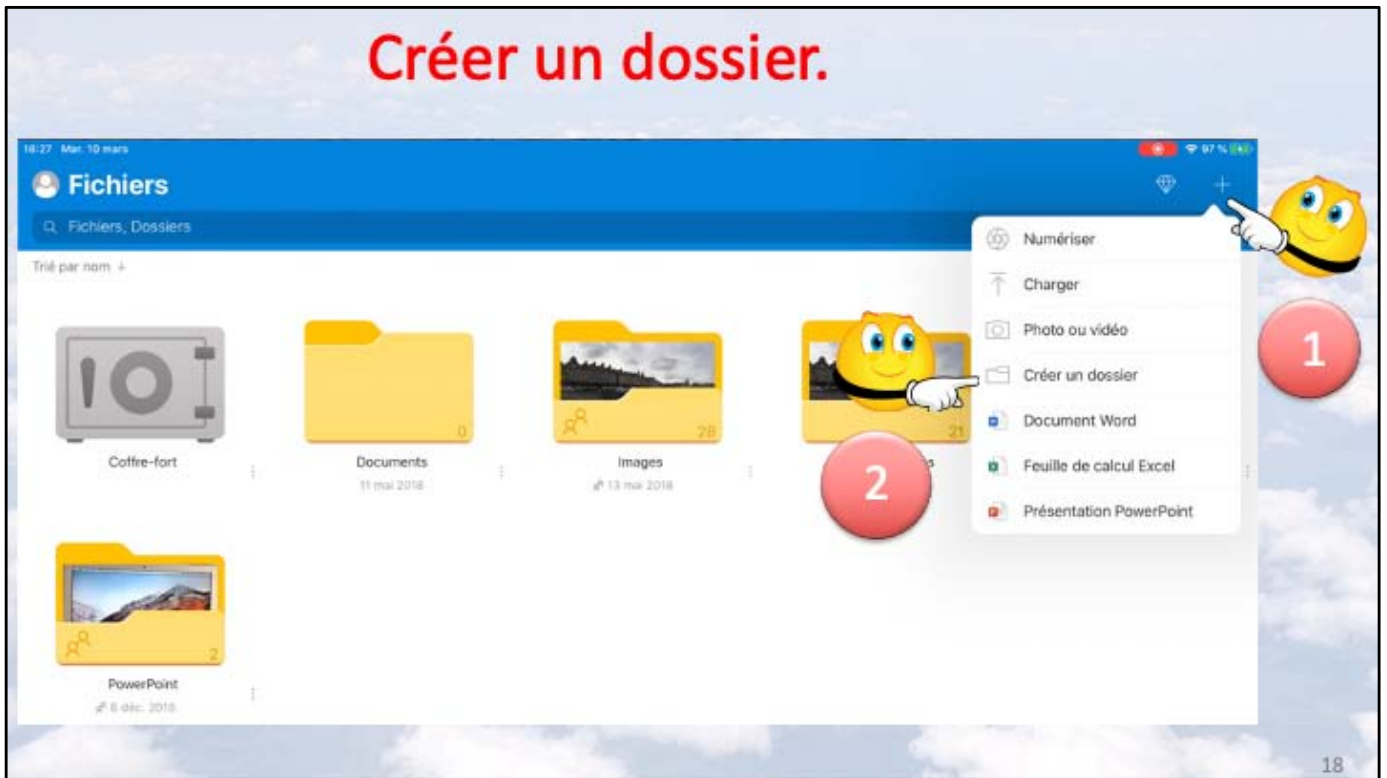 Créer un dossier.
18:27 Mar. 10 mars
97 %
Fichiers
Fichiers, Dossiers
Trié par nom ↓
Numériser
Charger
Photo ou vidéo
Créer un dossier
Document Word
Feuille de calcul Excel
Présentation PowerPoint
1
2
0
28
21
Coffre-fort
Documents
Images
s
11 mai 2018
13 mai 2018
2
PowerPoint
6 déc. 2018
18